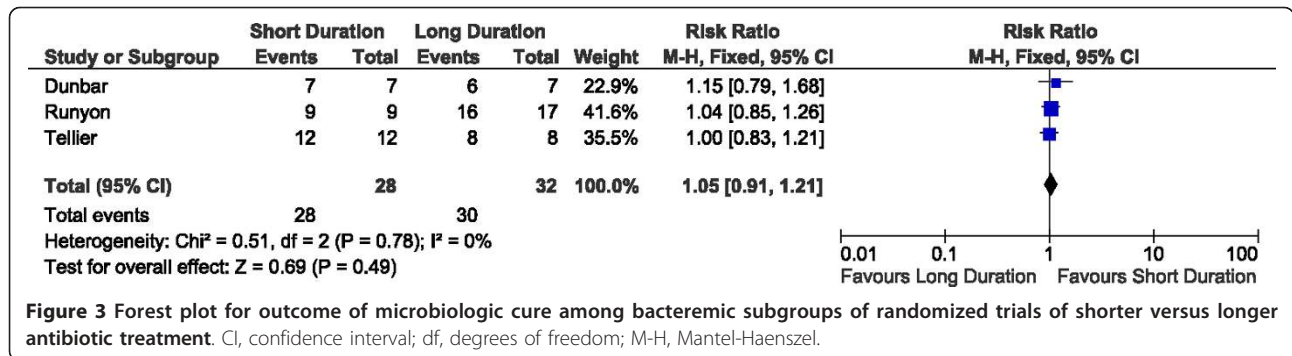 Short Duration Long Duration Risk Ratio Risk Ratio
Study or Subgroup Events Total Events Total Weight M-H, Fixed, 95% CI M-H, Fixed, 95% CI
Dunbar 7 7 6 7 22.9% 1.15 [0.79, 1.68]
Runyon 9 9 16 17 41.6% 1.04 [0.85, 1.26]
Tellier 12 12 8 8 35.5% 1.00 [0.83, 1.21]
Total (95% CI) 28 32 100.0% 1.05 [0.91, 1.21]
Total events 28 30
Heterogeneity: Chi² = 0.51, df = 2 (P = 0.78); I² = 0%
Test for overall effect: Z = 0.69 (P = 0.49)
0.01 0.1 1 10 100
Favours Long Duration Favours Short Duration
Figure 3 Forest plot for outcome of microbiologic cure among bacteremic subgroups of randomized trials of shorter versus longer
antibiotic treatment. CI, confidence interval; df, degrees of freedom; M-H, Mantel-Haenszel.